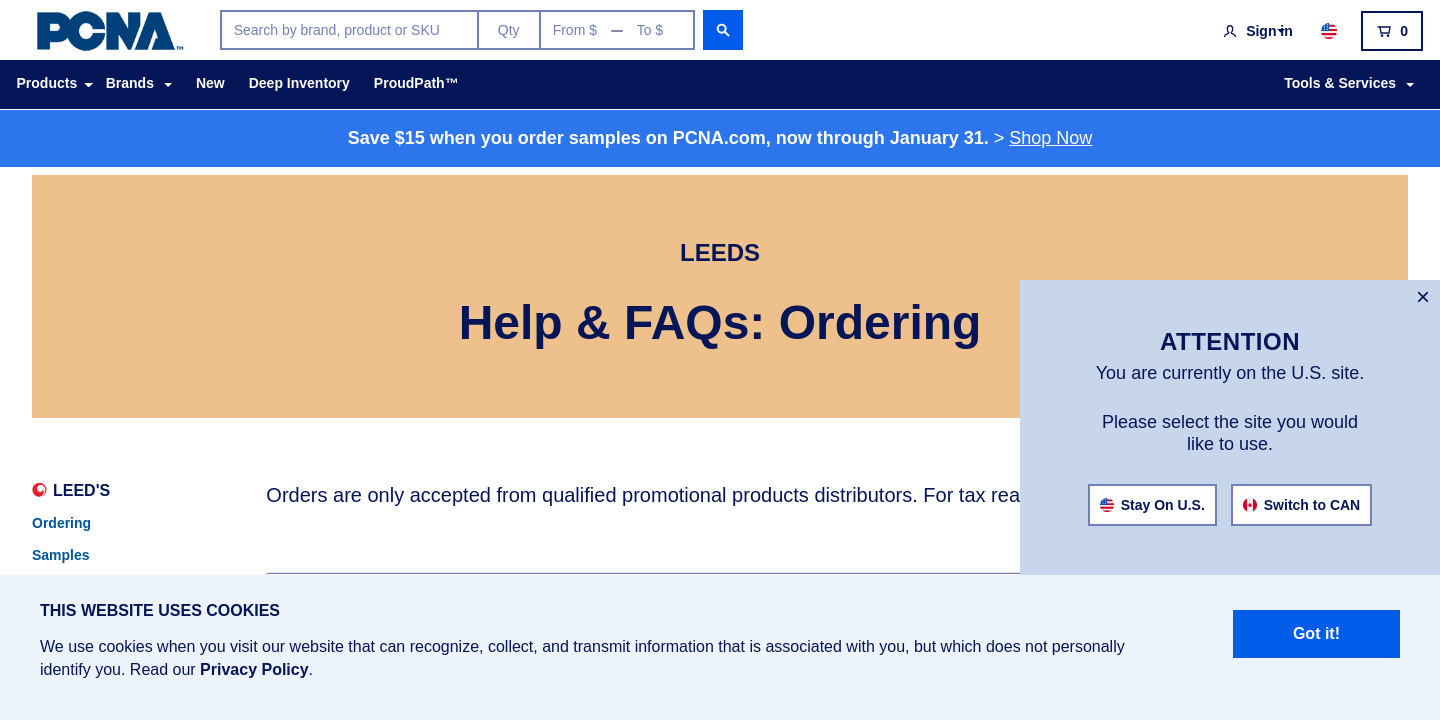 PCNA™
Search by brand, product or SKU
Qty
From $ — To $
Sign in
0
Products
Brands
New
Deep Inventory
ProudPath™
Tools & Services
Save $15 when you order samples on PCNA.com, now through January 31. > Shop Now
LEEDS
Help & FAQs: Ordering
×
ATTENTION
You are currently on the U.S. site.
Please select the site you would
like to use.
Stay On U.S.
Switch to CAN
LEED'S
Ordering
Samples
Orders are only accepted from qualified promotional products distributors. For tax rea
THIS WEBSITE USES COOKIES
We use cookies when you visit our website that can recognize, collect, and transmit information that is associated with you, but which does not personally
identify you. Read our Privacy Policy.
Got it!